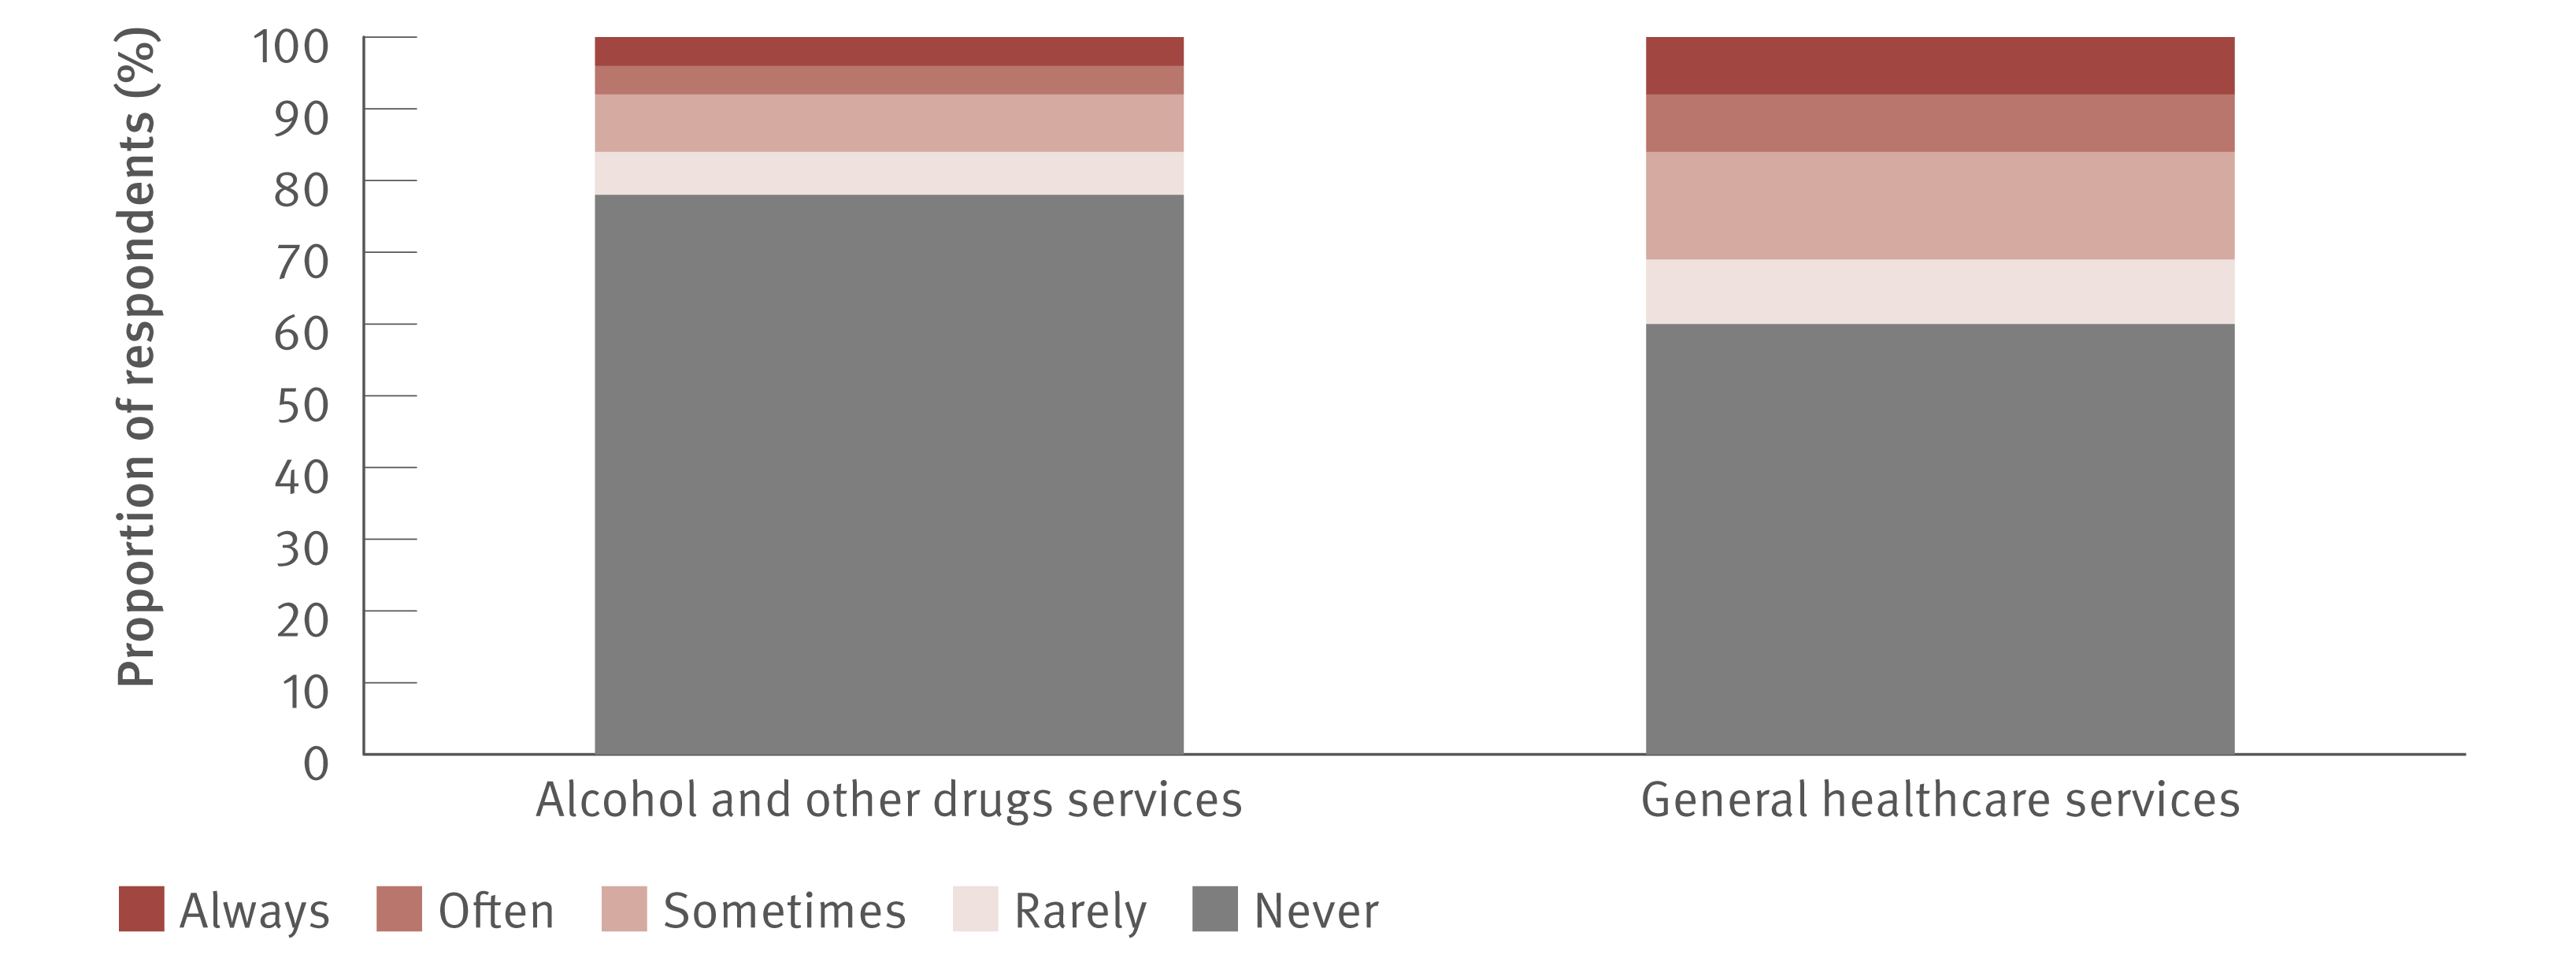 Proportion of respondents (%)
100
90
80
70
60
50
40
30
20
10
0
Alcohol and other drugs services
General healthcare services
Always
Often
Sometimes
Rarely
Never